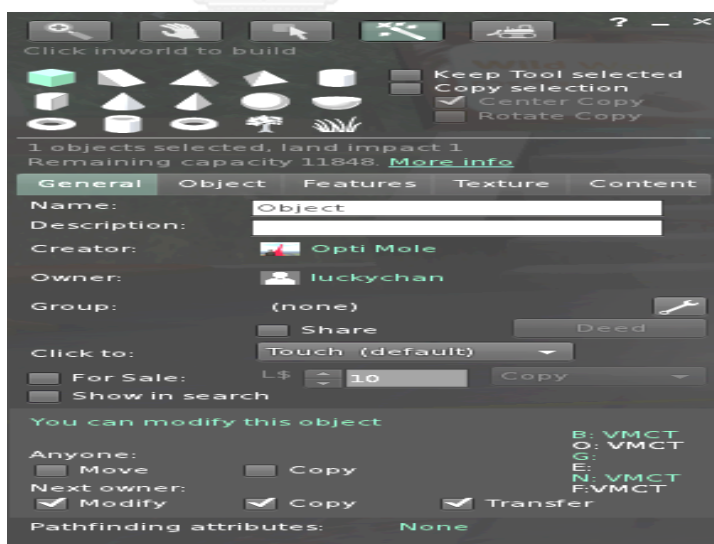 ? _ ×
Click inworld to build
Keep Tool selected
Copy selection
Center Copy
Rotate Copy
1 objects selected, land impact 1
Remaining capacity 11848. More info
General Object Features Texture Content
Name: Object
Description:
Creator: Opti Mole
Owner: luckychan
Group: (none)
Share Deed
Click to: Touch (default)
For Sale: L$ 10 Copy
Show in search
You can modify this object
B: VMCT
O: VMCT
Anyone:
G:
Move Copy
E:
Next owner:
N: VMCT
F:VMCT
Modify Copy Transfer
Pathfinding attributes: None